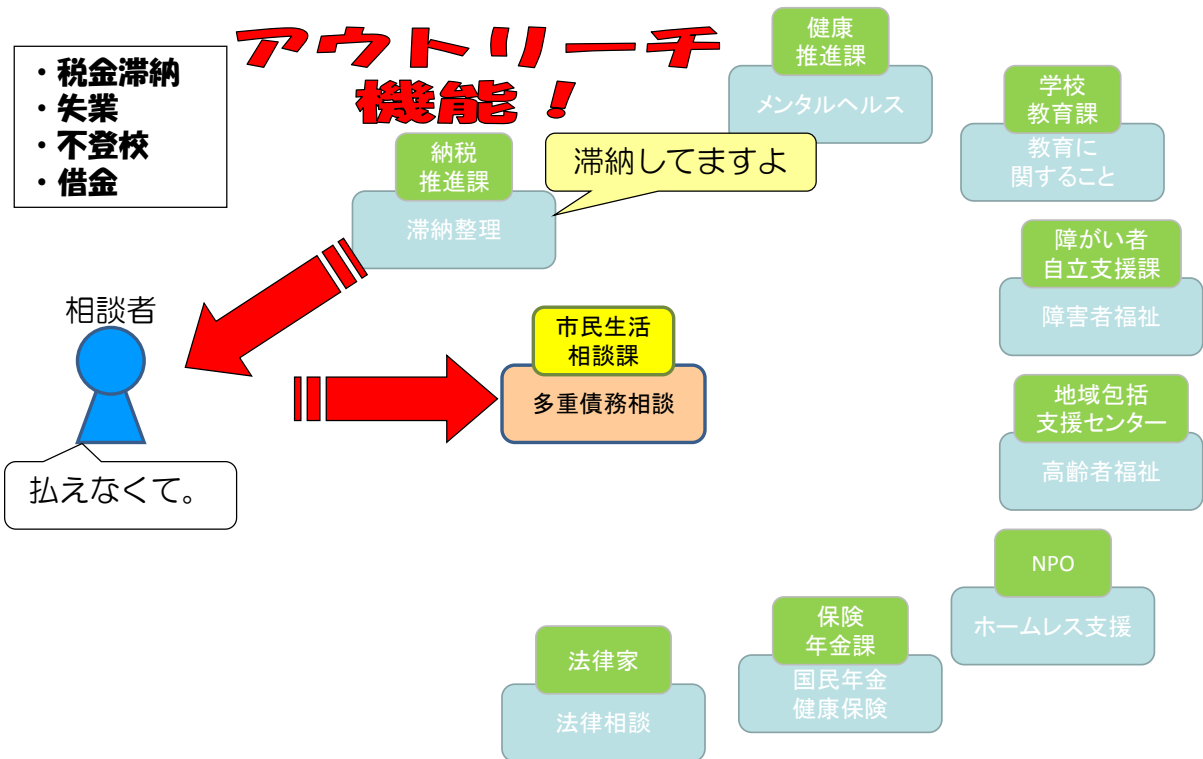 アウトリーチ
機能！
・税金滞納
・失業
・不登校
・借金
健康
推進課
メンタルヘルス
学校
教育課
教育に
関すること
納税
推進課
滞納整理
滞納してますよ
障がい者
自立支援課
障害者福祉
相談者
払えなくて。
市民生活
相談課
多重債務相談
地域包括
支援センター
高齢者福祉
NPO
ホームレス支援
保険
年金課
国民年金
健康保険
法律家
法律相談